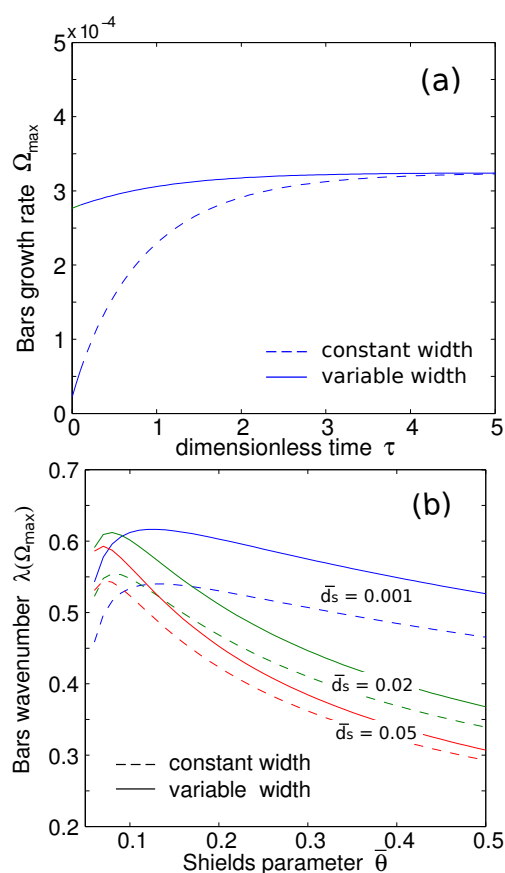 ×10⁻⁴
(a)
5
4
3
2
1
0
Bars growth rate Ω_max
constant width
variable width
0 1 2 3 4 5
dimensionless time τ
(b)
0.7
0.6
0.5
0.4
0.3
0.2
Bars wavenumber λ(Ω_max)
d̄s = 0.001
d̄s = 0.02
d̄s = 0.05
constant width
variable width
0.1 0.2 0.3 0.4 0.5
Shields parameter θ̄